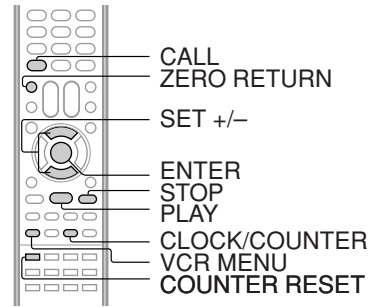 CALL
ZERO RETURN
SET +/–
ENTER
STOP
PLAY
CLOCK/COUNTER
VCR MENU
COUNTER RESET